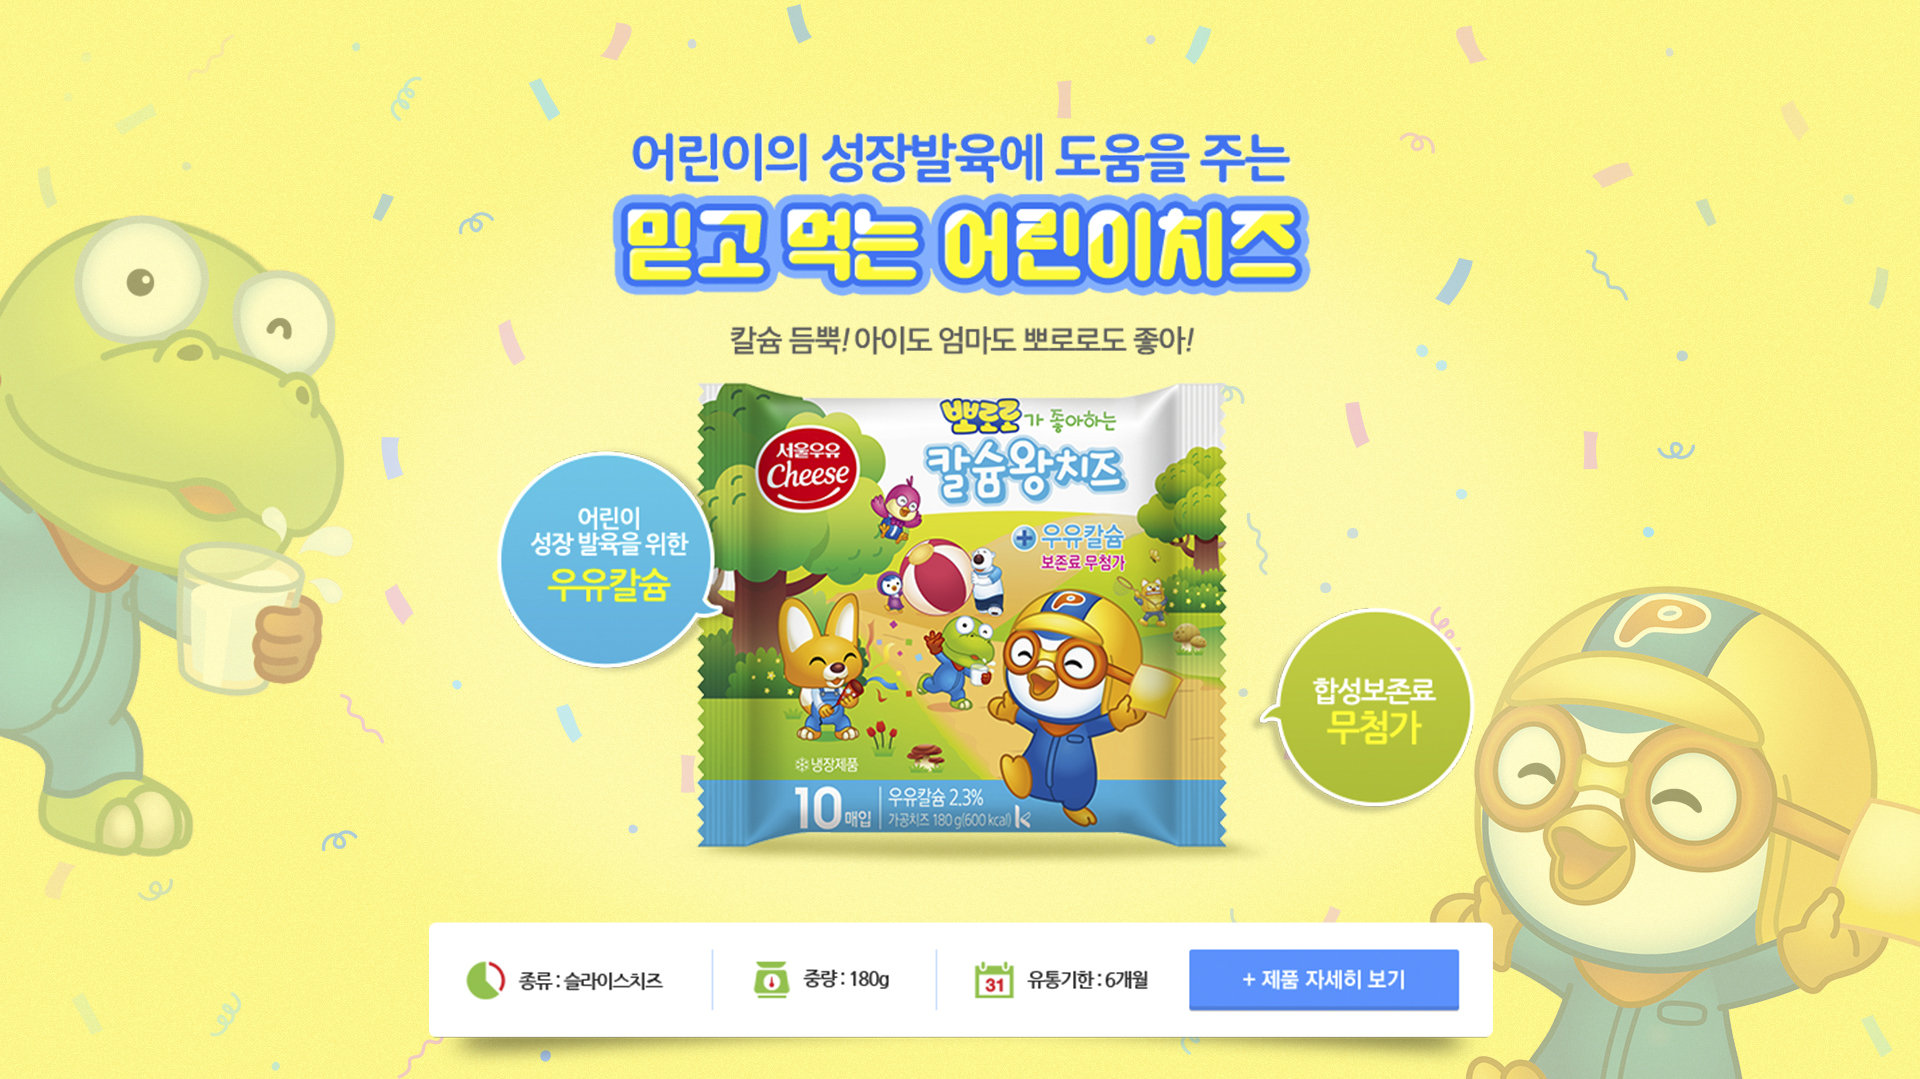 어린이의 성장발육에 도움을 주는
믿고 먹는 어린이치즈
칼슘 듬뿍! 아이도 엄마도 뽀로로도 좋아!
뽀로로가 좋아하는
칼슘왕치즈
서울우유
Cheese
우유칼슘
보존료 무첨가
어린이
성장 발육을 위한
우유칼슘
P
합성보존료
무첨가
냉장제품
10매입
우유칼슘 2.3%
가공치즈 180 g(600 kcal)
P
종류 : 슬라이스치즈
중량 : 180g
31
유통기한 : 6개월
+ 제품 자세히 보기